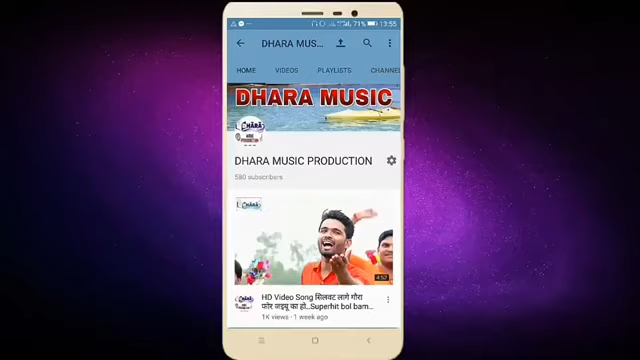 71% 13:55
DHARA MUS...
HOME VIDEOS PLAYLISTS CHANNEL
DHARA MUSIC
DHARA MUSIC PRODUCTION
580 subscribers
4:52
HD Video Song सिलवट लागे गौरा
फोर जइबू का हो..Superhit bol bam...
1K views · 1 week ago